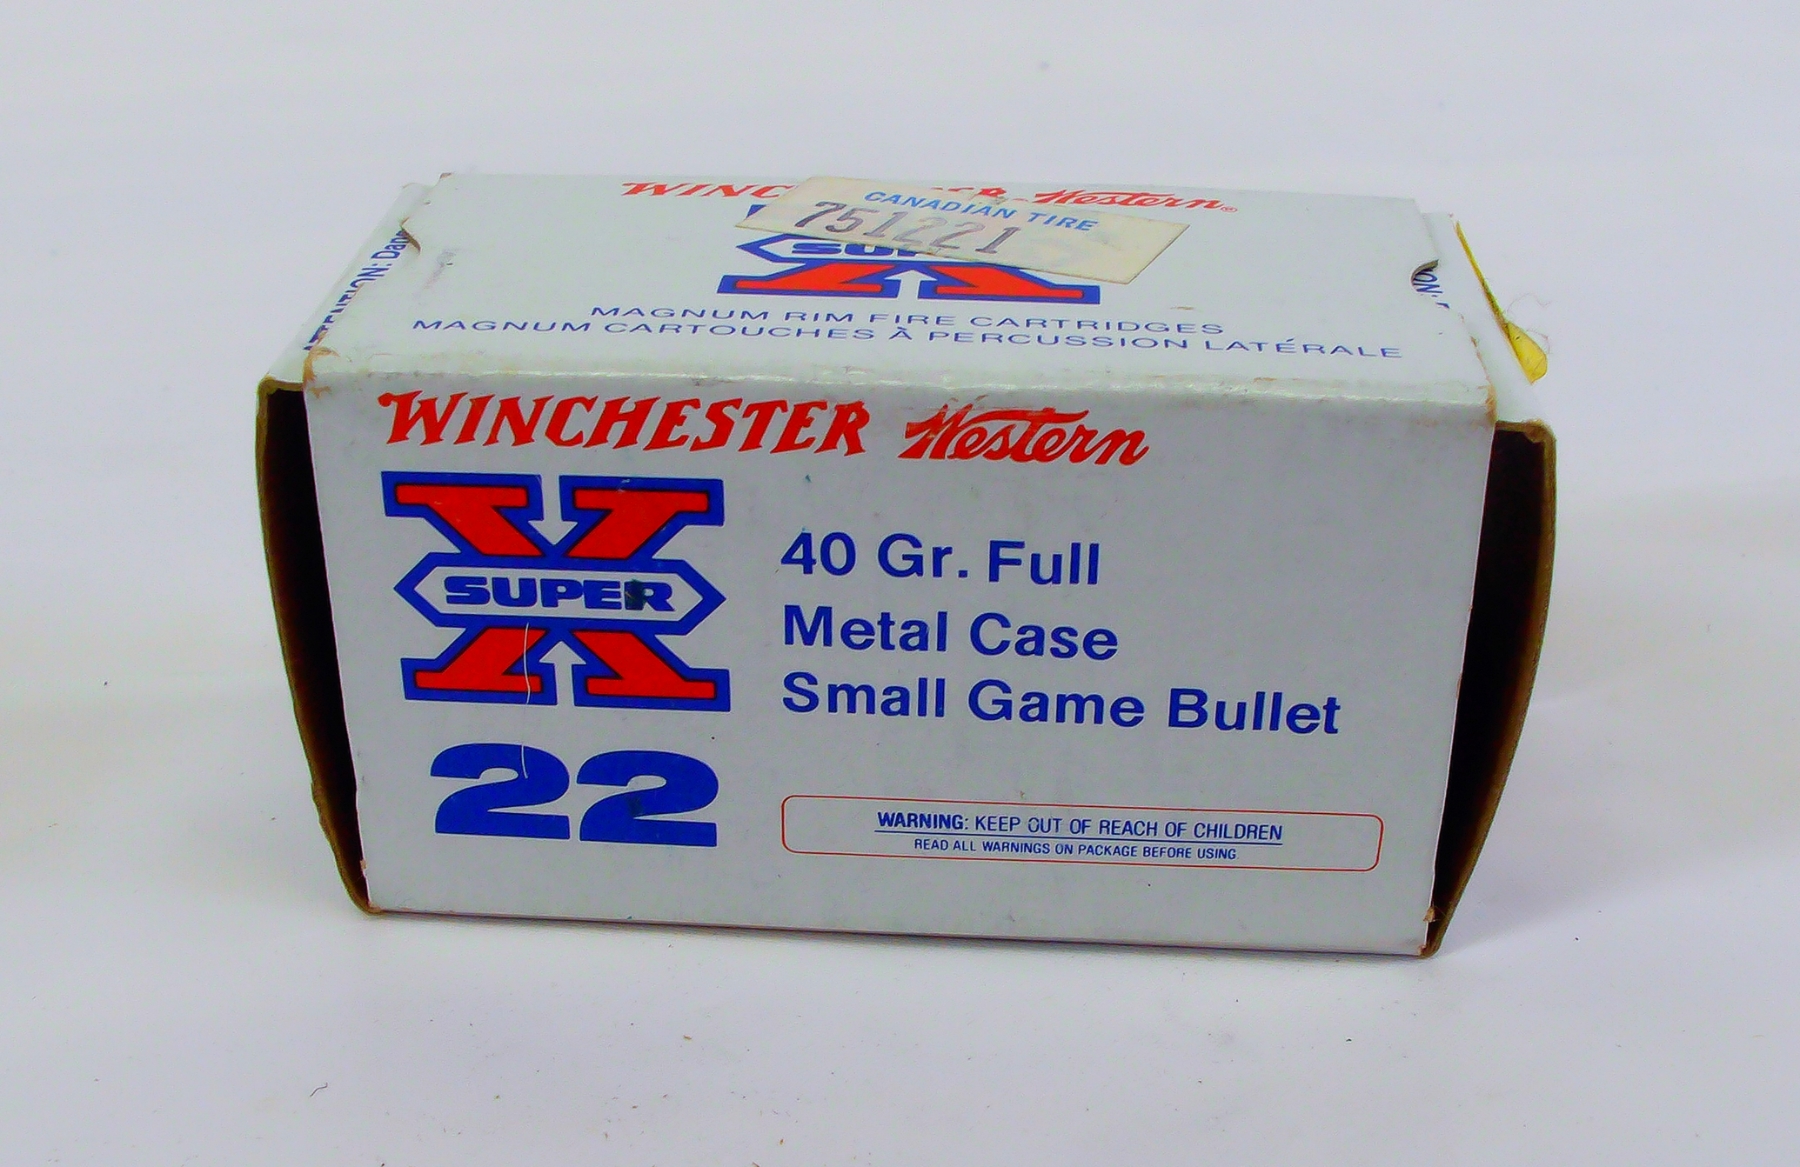 WINC Western®
CANADIAN TIRE
751221
MAGNUM RIM FIRE CARTRIDGES
MAGNUM CARTOUCHES À PERCUSSION LATÉRALE
WINCHESTER Western
SUPER X
40 Gr. Full
Metal Case
Small Game Bullet
22
WARNING: KEEP OUT OF REACH OF CHILDREN
READ ALL WARNINGS ON PACKAGE BEFORE USING